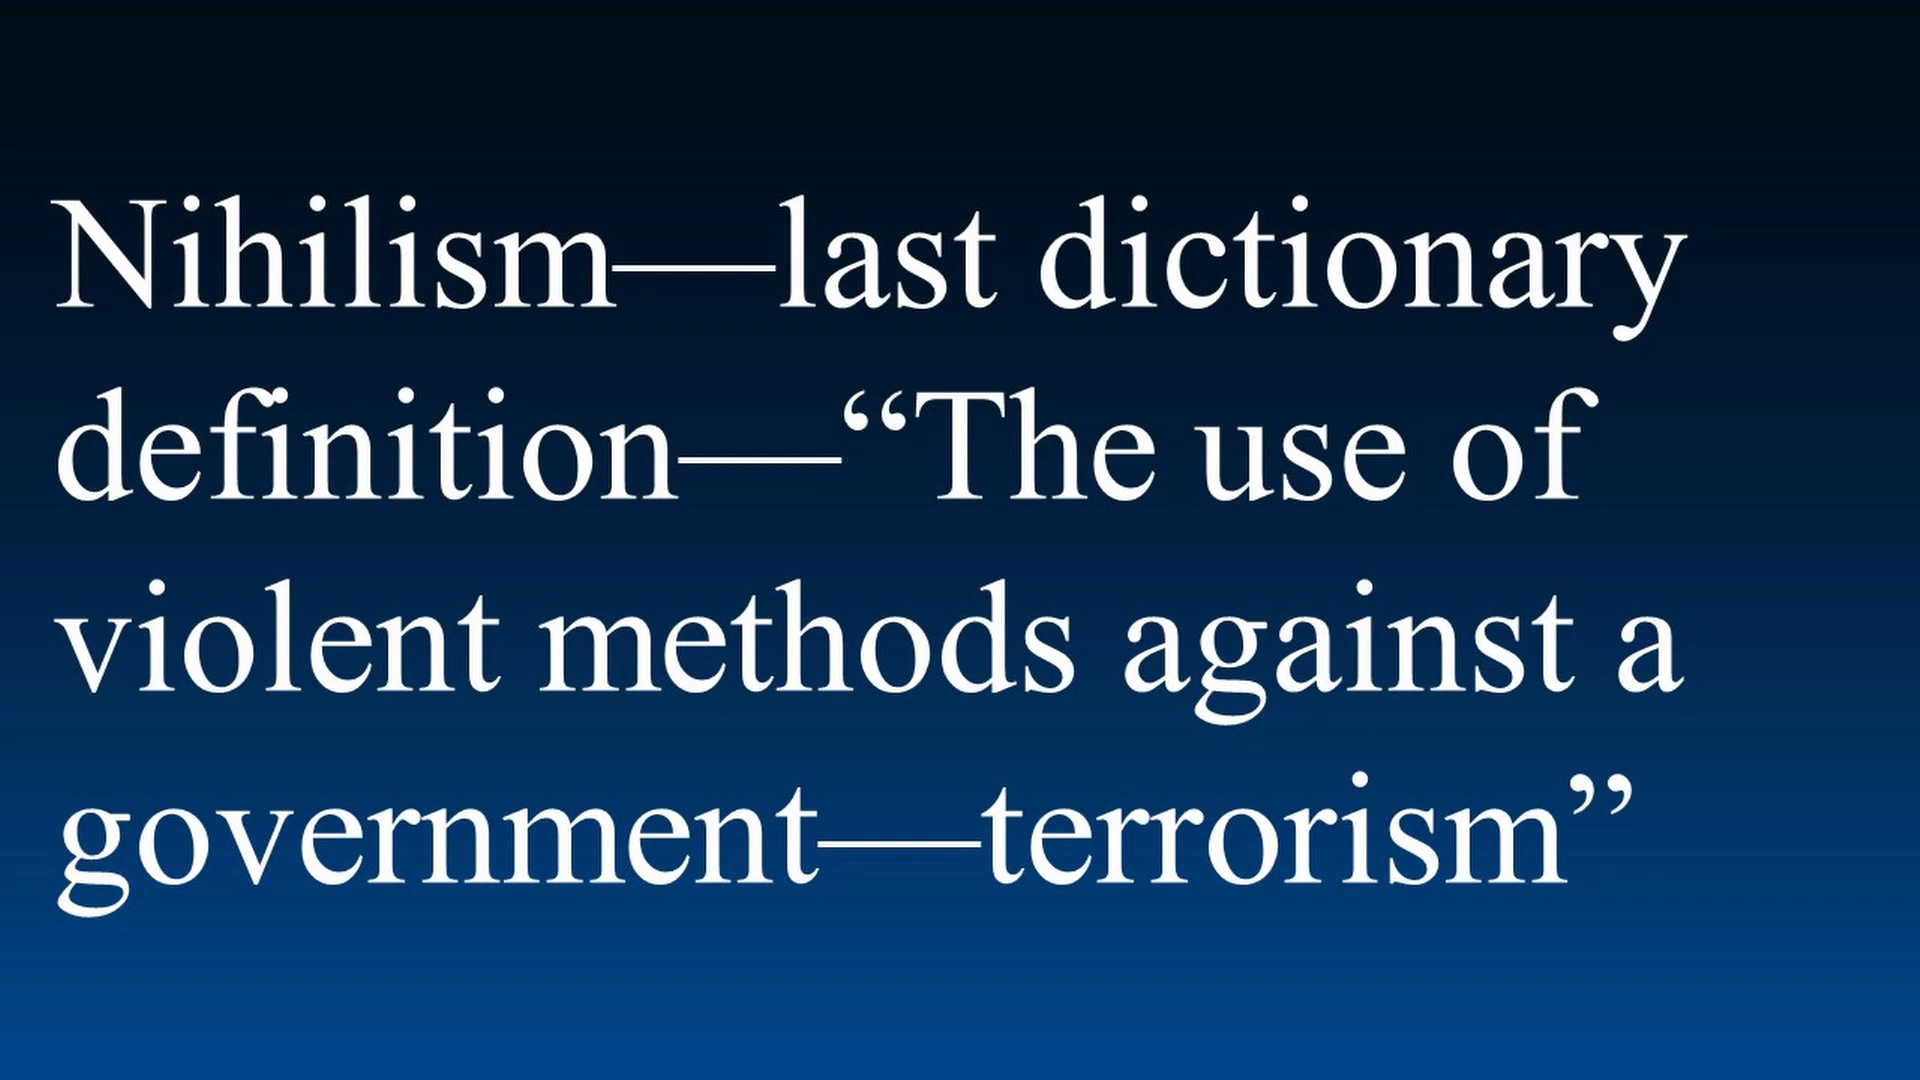 Nihilism—last dictionary
definition—“The use of
violent methods against a
government—terrorism”